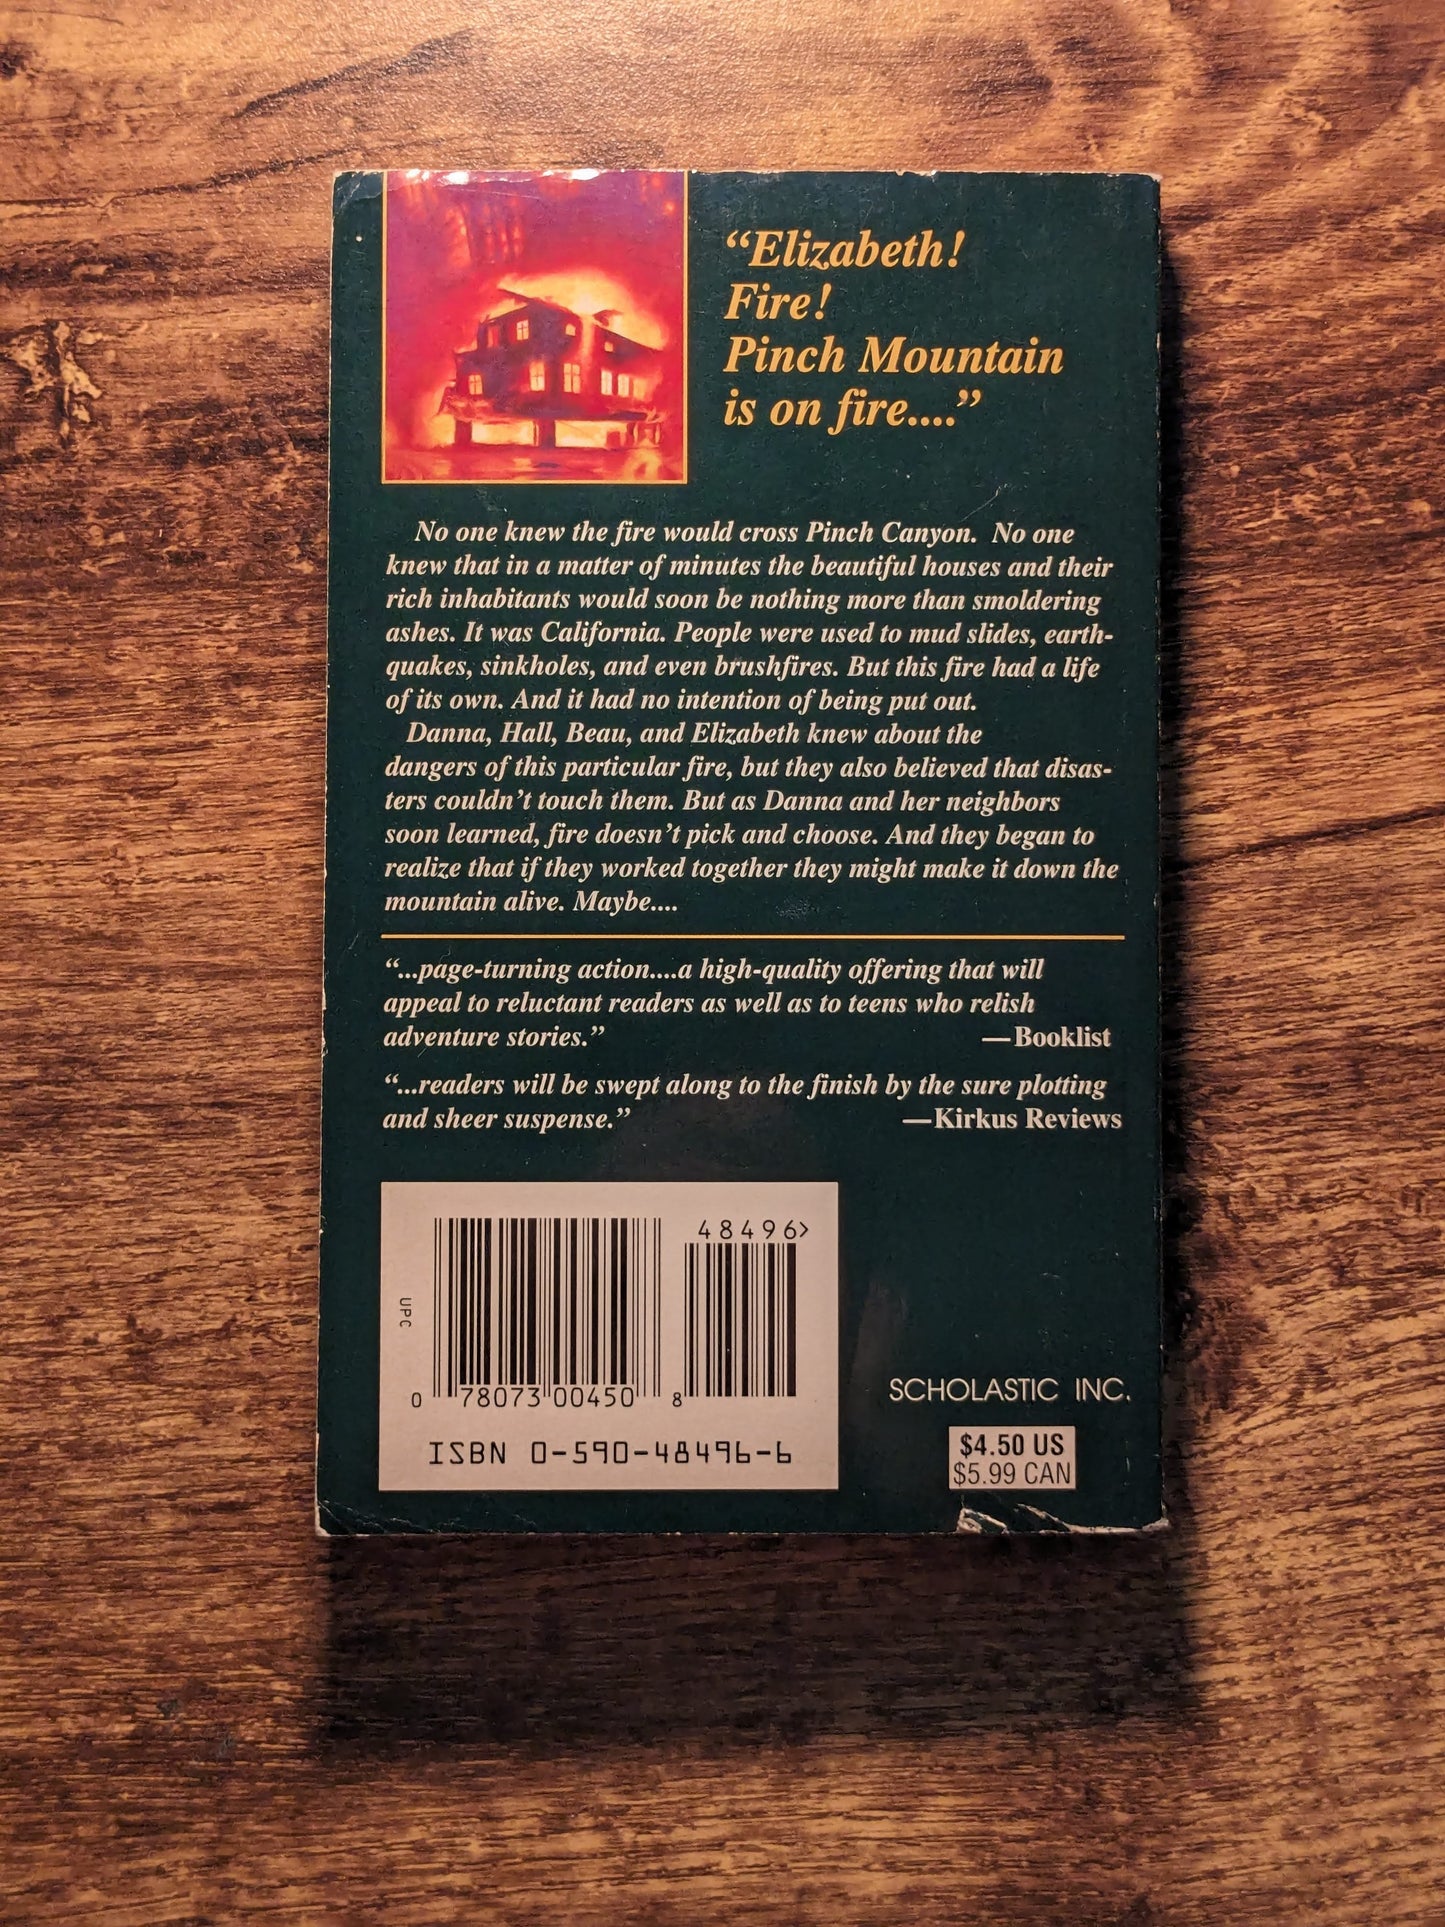 “Elizabeth!
Fire!
Pinch Mountain
is on fire....”
No one knew the fire would cross Pinch Canyon. No one
knew that in a matter of minutes the beautiful houses and their
rich inhabitants would soon be nothing more than smoldering
ashes. It was California. People were used to mud slides, earth-
quakes, sinkholes, and even brushfires. But this fire had a life
of its own. And it had no intention of being put out.
Danna, Hall, Beau, and Elizabeth knew about the
dangers of this particular fire, but they also believed that disas-
ters couldn’t touch them. But as Danna and her neighbors
soon learned, fire doesn’t pick and choose. And they began to
realize that if they worked together they might make it down the
mountain alive. Maybe....
“...page-turning action....a high-quality offering that will
appeal to reluctant readers as well as to teens who relish
adventure stories.” —Booklist
“...readers will be swept along to the finish by the sure plotting
and sheer suspense.” —Kirkus Reviews
48496>
UPC
0 78073 00450 8
ISBN 0-590-48496-6
SCHOLASTIC INC.
$4.50 US
$5.99 CAN